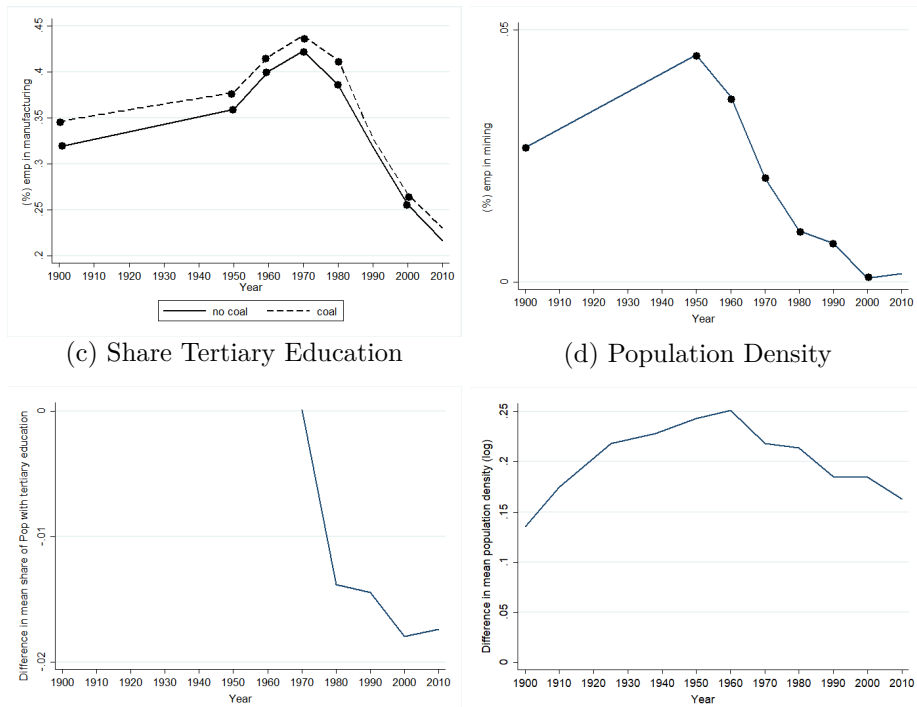 (%) emp in manufacturing
.45
.4
.35
.3
.25
.2
1900 1910 1920 1930 1940 1950 1960 1970 1980 1990 2000 2010
Year
no coal coal
(%) emp in mining
.05
0
1900 1910 1920 1930 1940 1950 1960 1970 1980 1990 2000 2010
Year
(c) Share Tertiary Education
(d) Population Density
Difference in mean share of Pop with tertiary education
0
-.01
-.02
1900 1910 1920 1930 1940 1950 1960 1970 1980 1990 2000 2010
Year
Difference in mean population density (log)
.25
.2
.15
.1
.05
0
1900 1910 1920 1930 1940 1950 1960 1970 1980 1990 2000 2010
Year